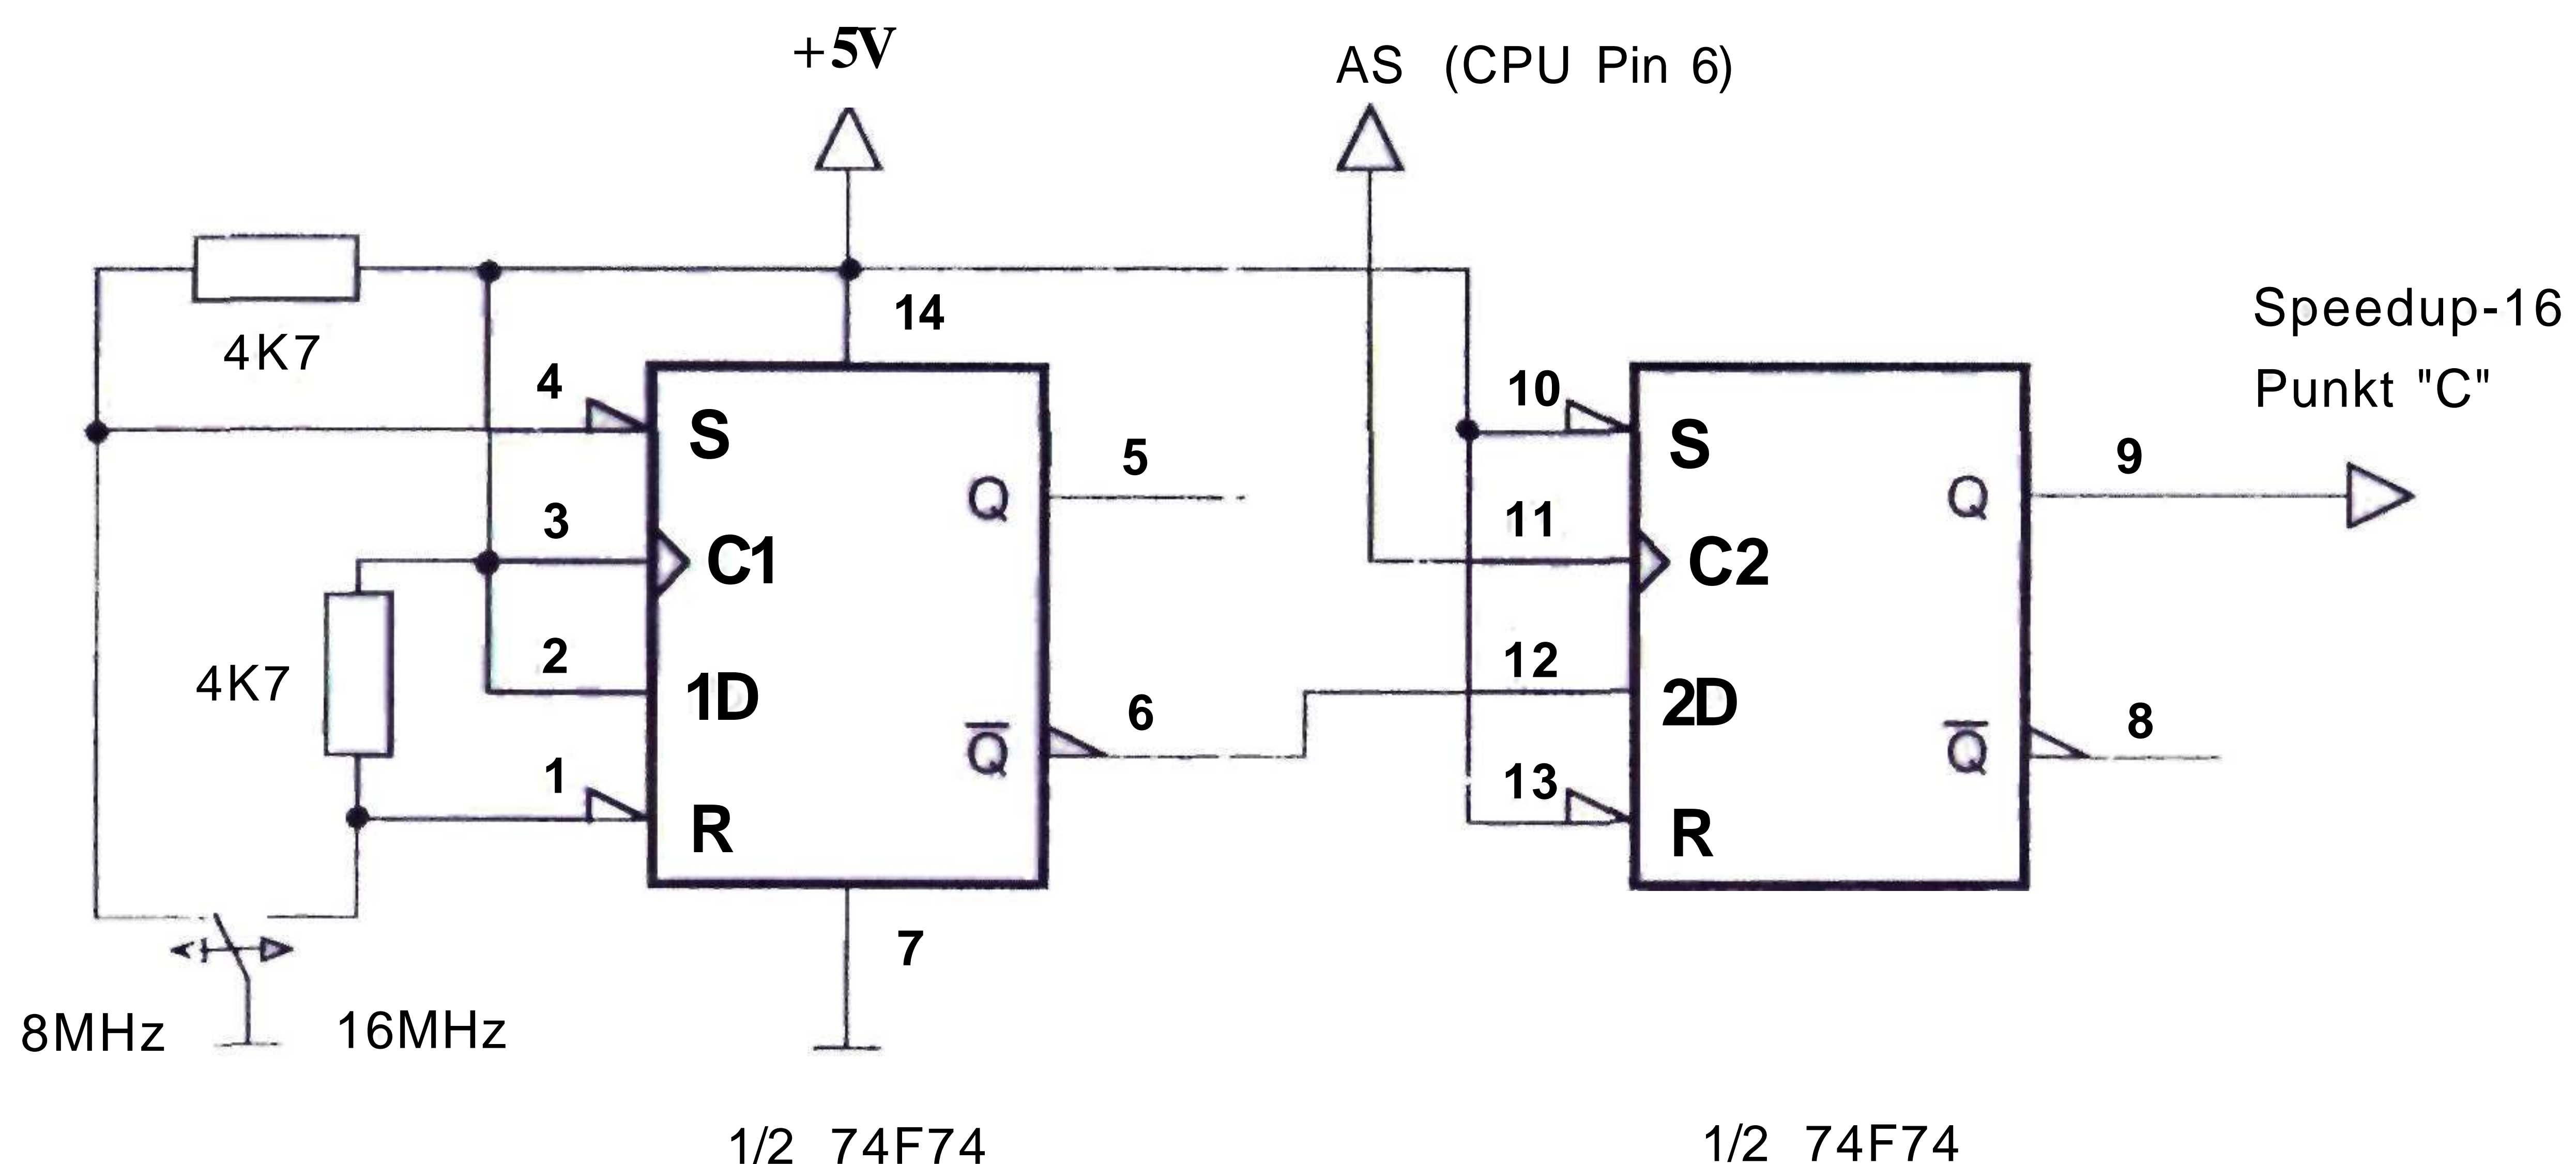 +5V
AS (CPU Pin 6)
4K7
14
4
S
3
C1
2
1D
1
R
4K7
Q
5
Q̅
6
7
8MHz
16MHz
1/2 74F74
10
S
11
C2
12
2D
13
R
Q
9
Q̅
8
Speedup-16
Punkt "C"
1/2 74F74